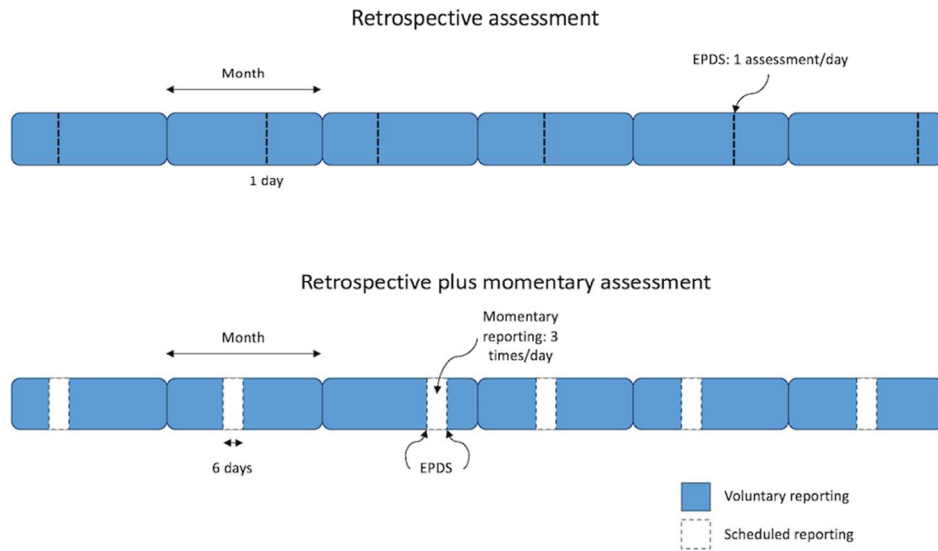 Retrospective assessment
EPDS: 1 assessment/day
Month
1 day
Retrospective plus momentary assessment
Momentary
reporting: 3
times/day
Month
6 days
EPDS
Voluntary reporting
Scheduled reporting